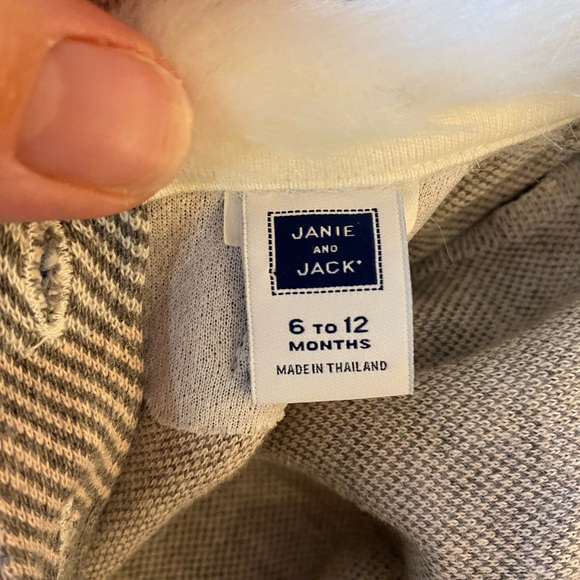 JANIE
AND
JACK
6 TO 12
MONTHS
MADE IN THAILAND